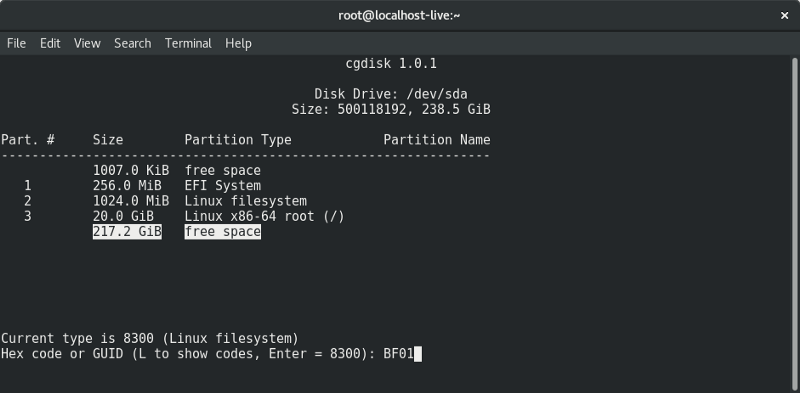 root@localhost-live:~ ×
File Edit View Search Terminal Help
cgdisk 1.0.1
Disk Drive: /dev/sda
Size: 500118192, 238.5 GiB
Part. # Size Partition Type Partition Name
----------------------------------------------------------------
1007.0 KiB free space
1 256.0 MiB EFI System
2 1024.0 MiB Linux filesystem
3 20.0 GiB Linux x86-64 root (/)
217.2 GiB free space
Current type is 8300 (Linux filesystem)
Hex code or GUID (L to show codes, Enter = 8300): BF01